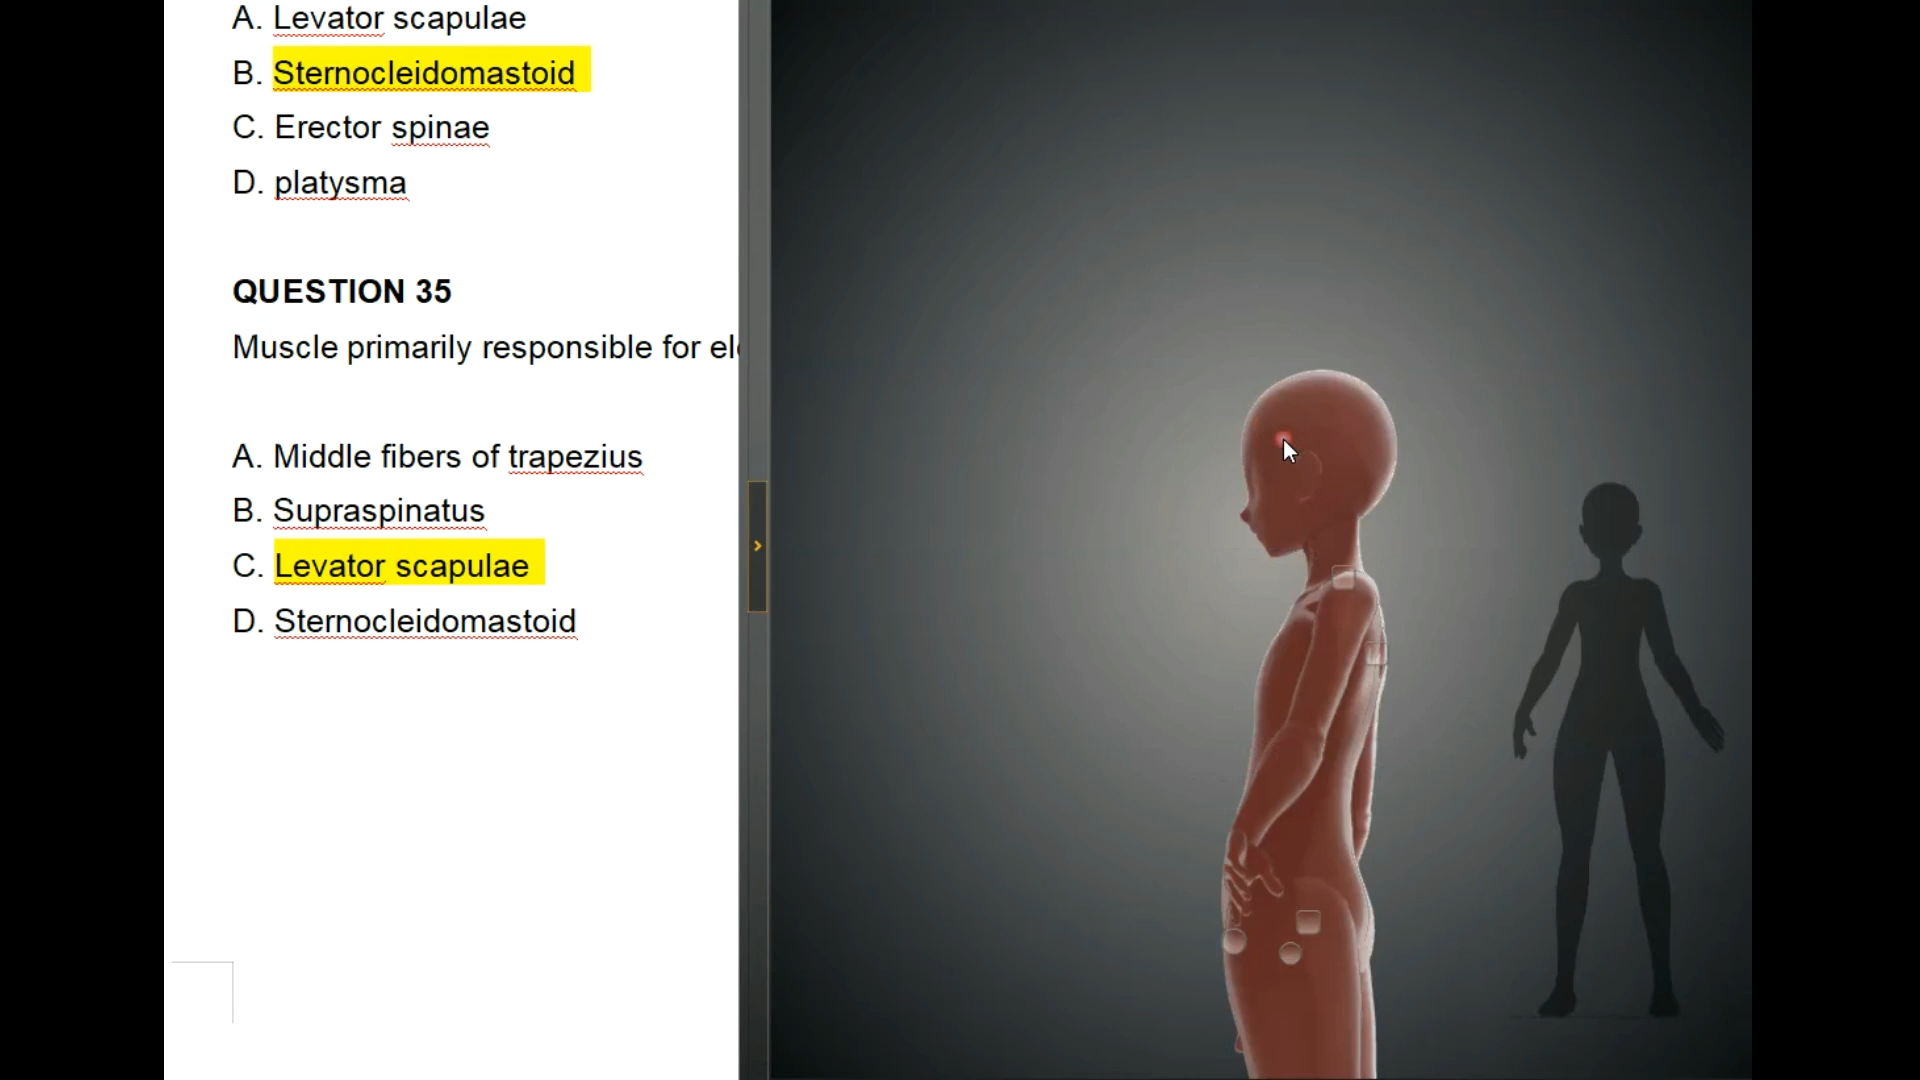 A. Levator scapulae
B. Sternocleidomastoid
C. Erector spinae
D. platysma
QUESTION 35
Muscle primarily responsible for
A. Middle fibers of trapezius
B. Supraspinatus
C. Levator scapulae
D. Sternocleidomastoid